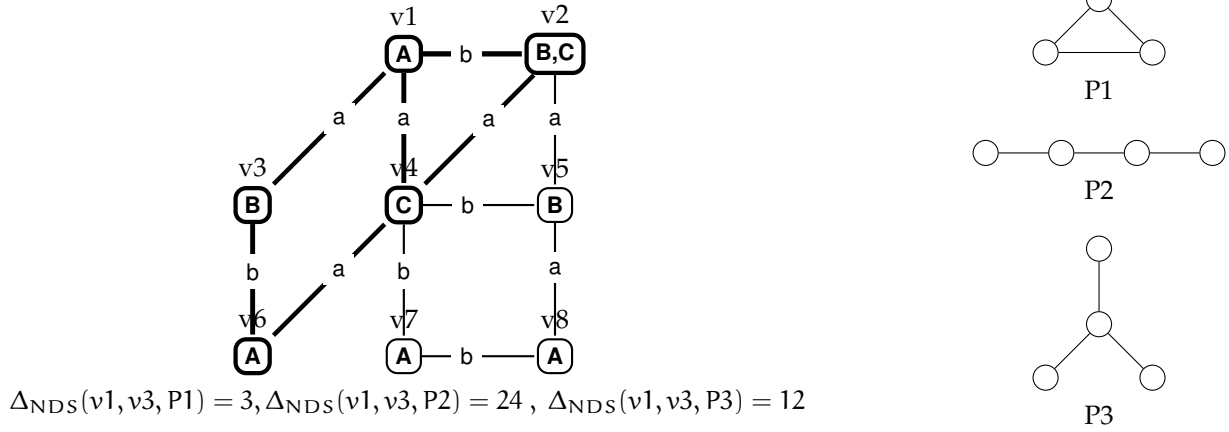 v1 v2
A b B,C
a a a a
v3 v4 v5
B C b B
b a b a
v6 v7 v8
A A b A
P1
P2
P3
Δ_NDS(v1, v3, P1) = 3, Δ_NDS(v1, v3, P2) = 24 , Δ_NDS(v1, v3, P3) = 12